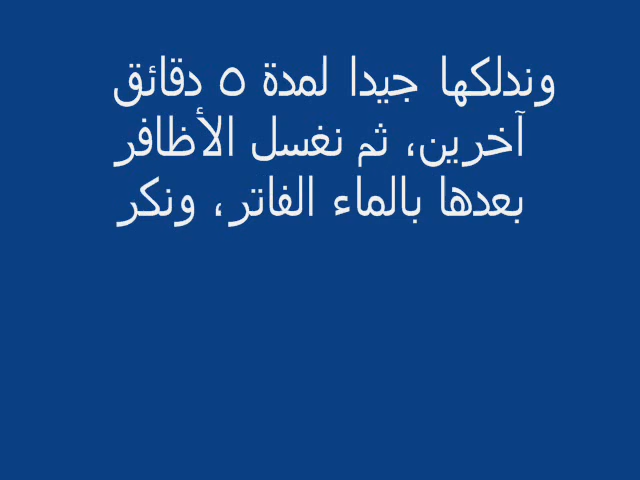 وندلكها جيدا لمدة ٥ دقائق
آخرين، ثم نغسل الأظافر
بعدها بالماء الفاتر، ونكر